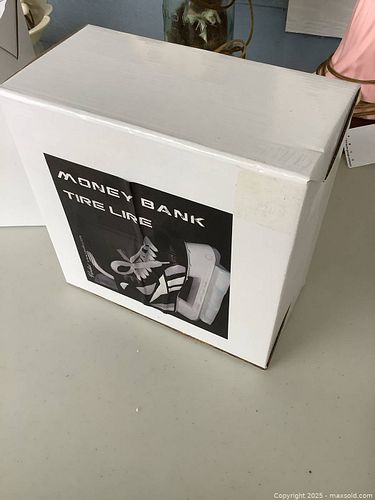 MONEY BANK
TIRE LIRE
Copyright © 2025 - maxsold.com